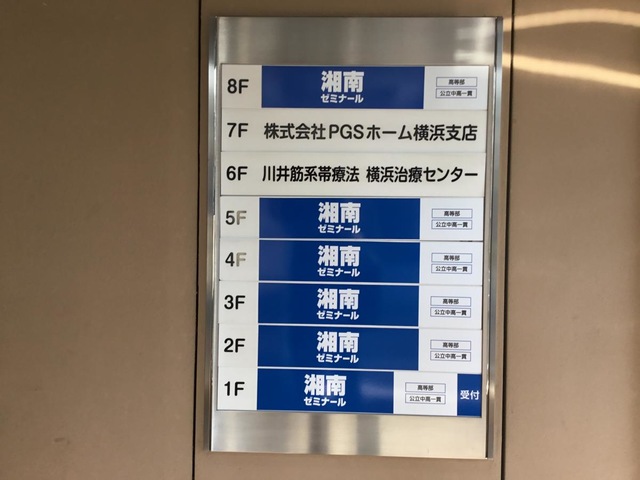 8F 湘南 高等部
ゼミナール 公立中高一貫
7F 株式会社PGSホーム横浜支店
6F 川井筋系帯療法 横浜治療センター
5F 湘南 高等部
ゼミナール 公立中高一貫
4F 湘南 高等部
ゼミナール 公立中高一貫
3F 湘南 高等部
ゼミナール 公立中高一貫
2F 湘南 高等部
ゼミナール 公立中高一貫
1F 湘南 高等部 受付
ゼミナール 公立中高一貫